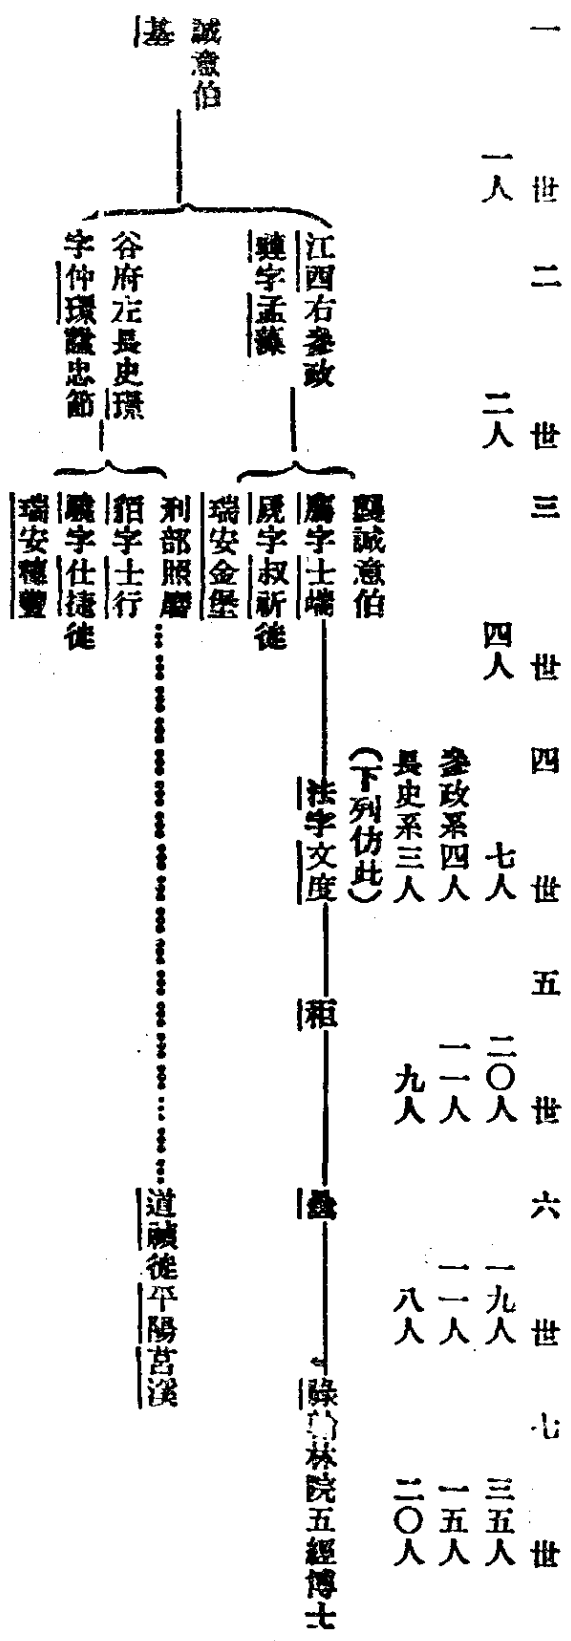 一世
一人
二世
二人
三世
四人
四世
七人
參政系四人
長史系三人
(下列仿此)
五世
二〇人
一一人
九人
六世
一九人
一一人
八人
七世
三五人
一五人
二〇人
誠意伯
基
江西右參政
璉字孟藻
谷府左長史璟
字仲璟諡忠節
襲誠意伯
廌字士端
字叔祈徙
瑞安金堡
刑部照磨
貊字士行
字仕捷徙
瑞安穗豐
法字文度
秬
祿翰林院五經博士
道
徙平陽莒溪